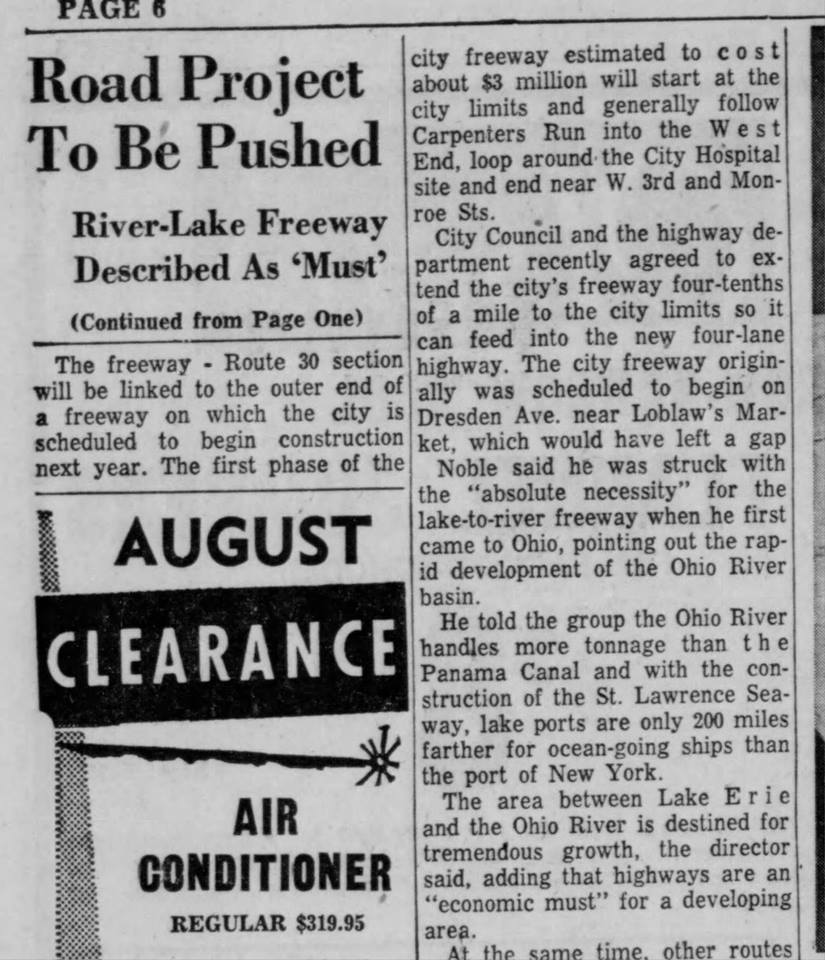 PAGE 6
Road Project
To Be Pushed
River-Lake Freeway
Described As ‘Must’
(Continued from Page One)
The freeway - Route 30 section
will be linked to the outer end of
a freeway on which the city is
scheduled to begin construction
next year. The first phase of the
city freeway estimated to cost
about $3 million will start at the
city limits and generally follow
Carpenters Run into the West
End, loop around the City Hospital
site and end near W. 3rd and Mon-
roe Sts.
City Council and the highway de-
partment recently agreed to ex-
tend the city's freeway four-tenths
of a mile to the city limits so it
can feed into the new four-lane
highway. The city freeway origin-
ally was scheduled to begin on
Dresden Ave. near Loblaw's Mar-
ket, which would have left a gap
Noble said he was struck with
the “absolute necessity” for the
lake-to-river freeway when he first
came to Ohio, pointing out the rap-
id development of the Ohio River
basin.
He told the group the Ohio River
handles more tonnage than the
Panama Canal and with the con-
struction of the St. Lawrence Sea-
way, lake ports are only 200 miles
farther for ocean-going ships than
the port of New York.
The area between Lake Erie
and the Ohio River is destined for
tremendous growth, the director
said, adding that highways are an
“economic must” for a developing
area.
At the same time, other routes
AUGUST
CLEARANCE
AIR
CONDITIONER
REGULAR $319.95